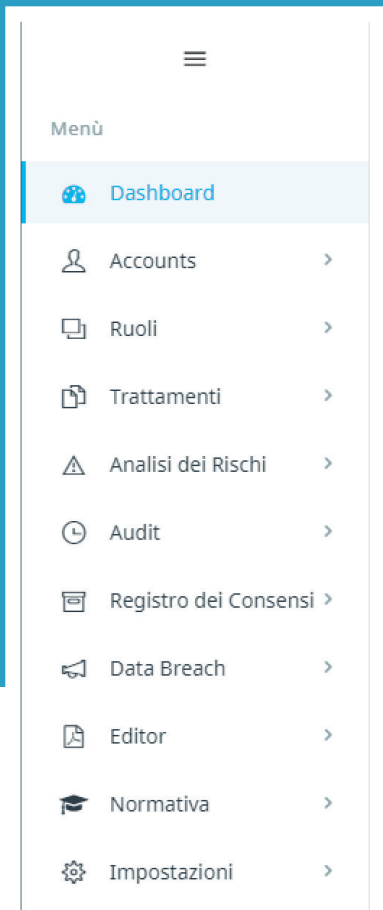 Menù
Dashboard
Accounts
Ruoli
Trattamenti
Analisi dei Rischi
Audit
Registro dei Consensi
Data Breach
Editor
Normativa
Impostazioni